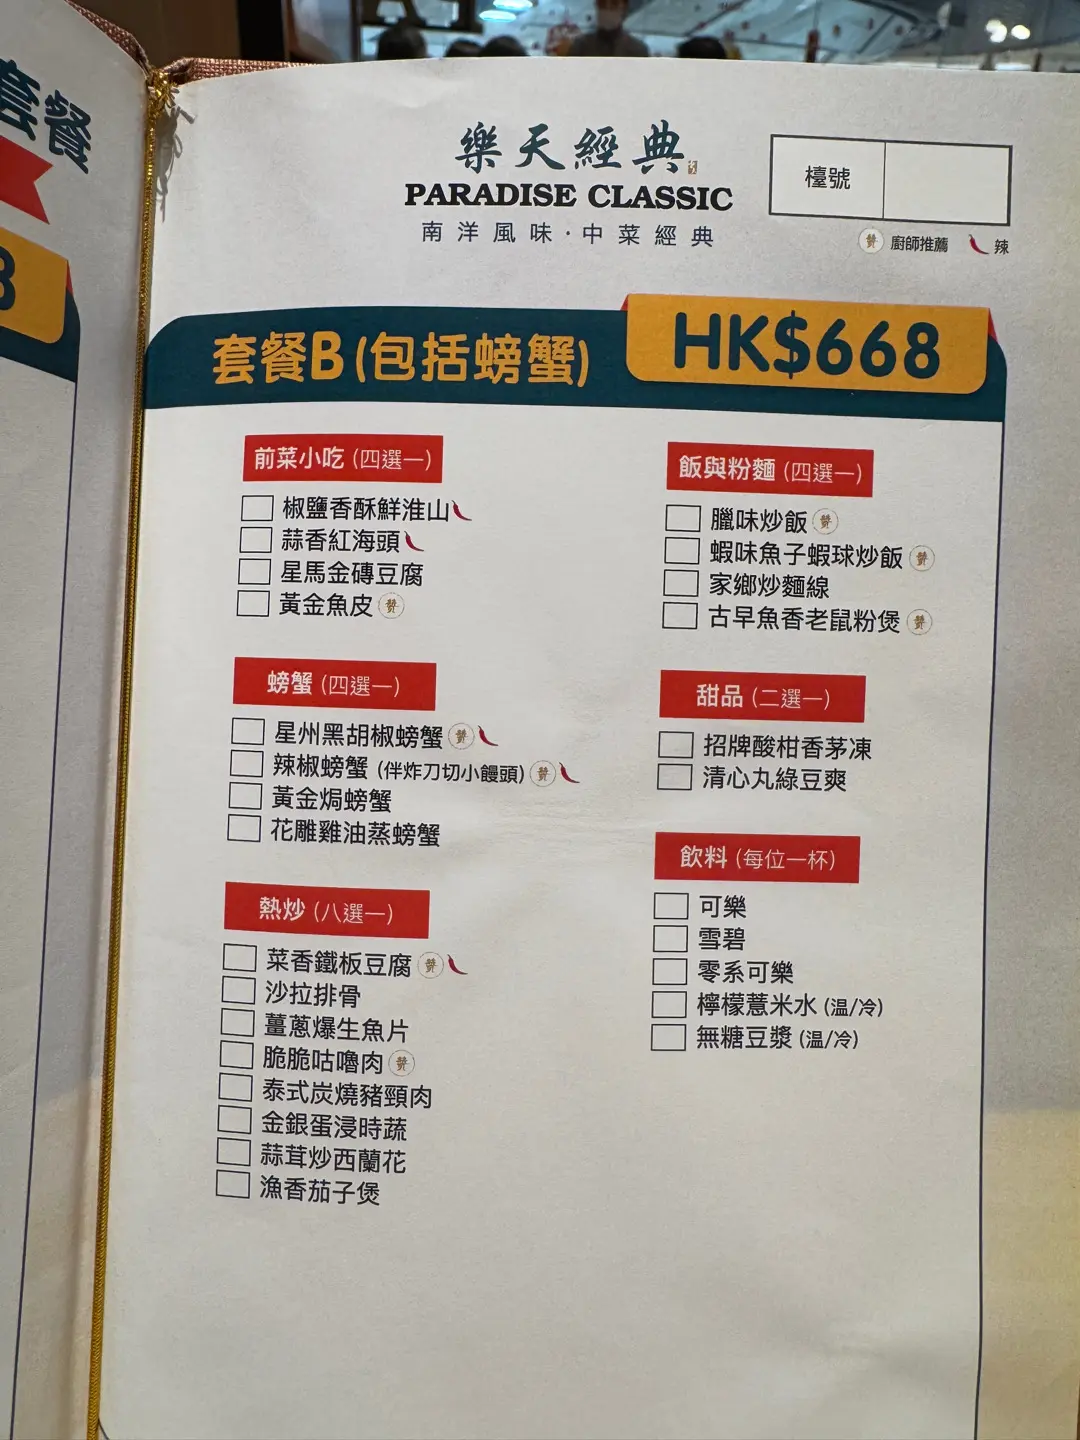 套餐
樂天經典
PARADISE CLASSIC
南洋風味·中菜經典
檯號
贊 廚師推薦 辣
套餐B (包括螃蟹) HK$668
前菜小吃 (四選一)
椒鹽香酥鮮淮山
蒜香紅海頭
星馬金磚豆腐
黃金魚皮 贊
螃蟹 (四選一)
星州黑胡椒螃蟹 贊
辣椒螃蟹 (伴炸刀切小饅頭) 贊
黃金焗螃蟹
花雕雞油蒸螃蟹
熱炒 (八選一)
菜香鐵板豆腐 贊
沙拉排骨
薑蔥爆生魚片
脆脆咕嚕肉 贊
泰式炭燒豬頸肉
金銀蛋浸時蔬
蒜茸炒西蘭花
漁香茄子煲
飯與粉麵 (四選一)
臘味炒飯 贊
蝦味魚子蝦球炒飯 贊
家鄉炒麵線
古早魚香老鼠粉煲 贊
甜品 (二選一)
招牌酸柑香茅凍
清心丸綠豆爽
飲料 (每位一杯)
可樂
雪碧
零系可樂
檸檬薏米水 (温/冷)
無糖豆漿 (温/冷)